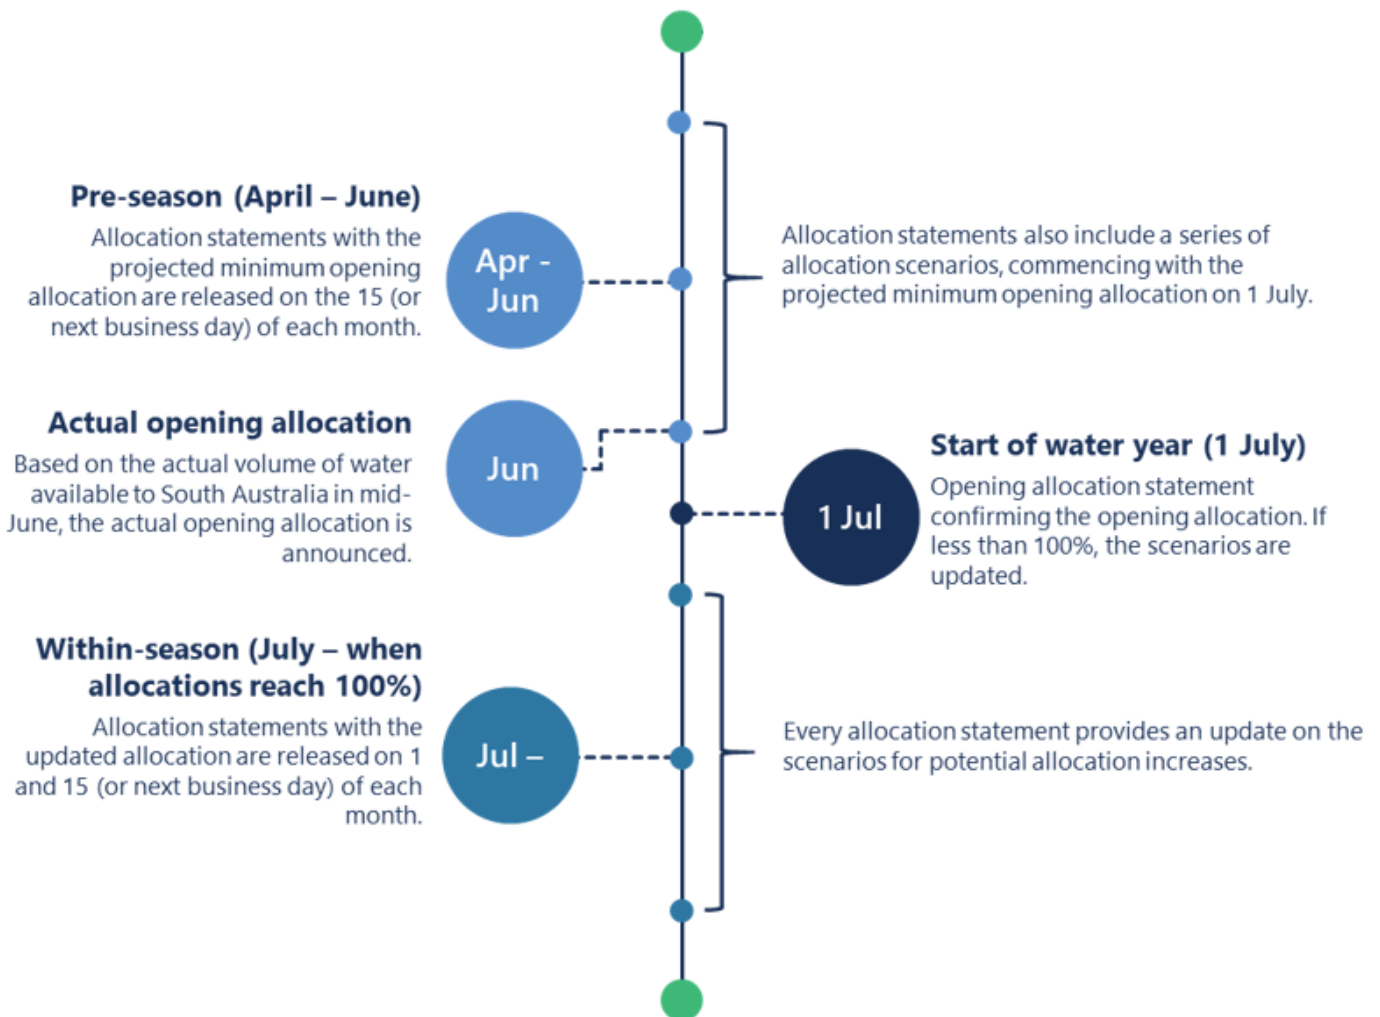 Pre-season (April – June)
Allocation statements with the
projected minimum opening
allocation are released on the 15 (or
next business day) of each month.
Apr -
Jun
Allocation statements also include a series of
allocation scenarios, commencing with the
projected minimum opening allocation on 1 July.
Actual opening allocation
Based on the actual volume of water
available to South Australia in mid-
June, the actual opening allocation is
announced.
Jun
1 Jul
Start of water year (1 July)
Opening allocation statement
confirming the opening allocation. If
less than 100%, the scenarios are
updated.
Within-season (July – when
allocations reach 100%)
Allocation statements with the
updated allocation are released on 1
and 15 (or next business day) of each
month.
Jul –
Every allocation statement provides an update on the
scenarios for potential allocation increases.